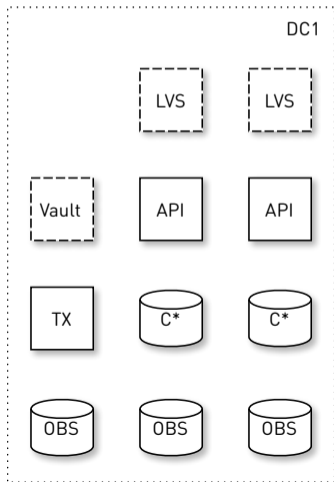 DC1
LVS LVS
Vault API API
TX C* C*
OBS OBS OBS